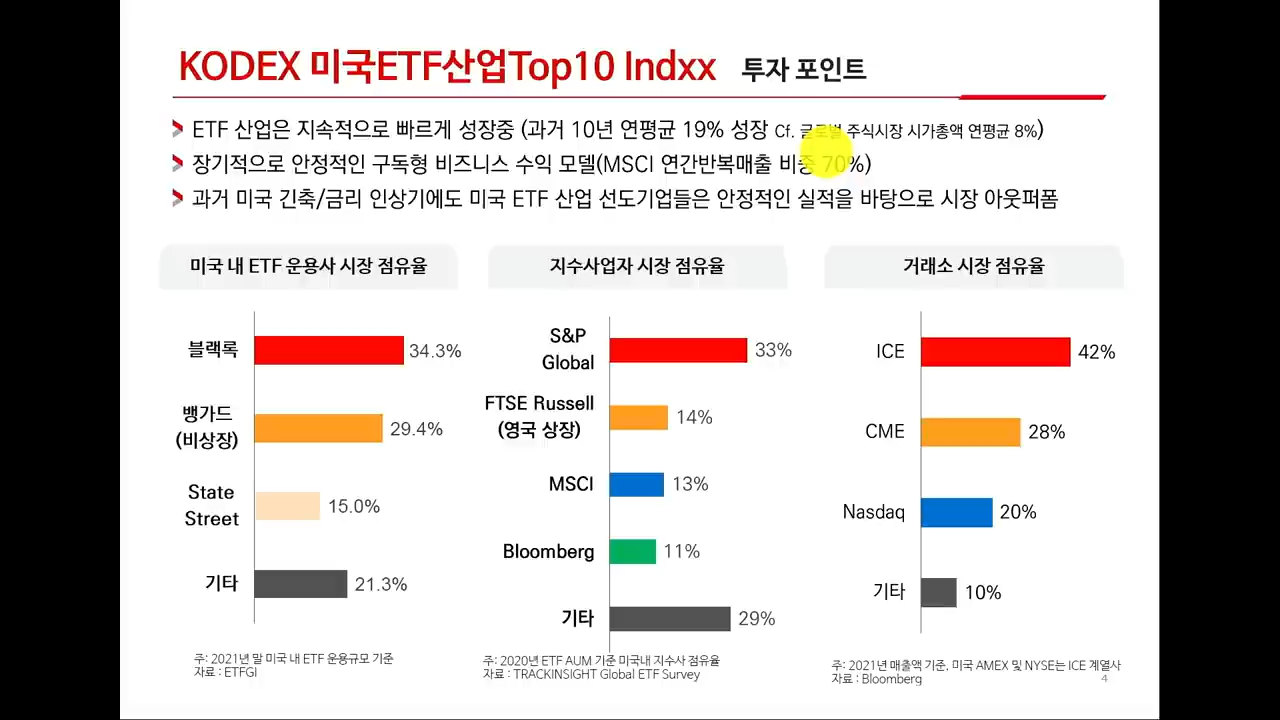 KODEX 미국ETF산업Top10 Indxx 투자 포인트
ETF 산업은 지속적으로 빠르게 성장중 (과거 10년 연평균 19% 성장 Cf. 글로벌 주식시장 시가총액 연평균 8%)
장기적으로 안정적인 구독형 비즈니스 수익 모델(MSCI 연간반복매출 비중 70%)
과거 미국 긴축/금리 인상기에도 미국 ETF 산업 선도기업들은 안정적인 실적을 바탕으로 시장 아웃퍼폼
미국 내 ETF 운용사 시장 점유율
블랙록 34.3%
뱅가드
(비상장) 29.4%
State
Street 15.0%
기타 21.3%
주: 2021년 말 미국 내 ETF 운용규모 기준
자료 : ETFGI
지수사업자 시장 점유율
S&P
Global 33%
FTSE Russell
(영국 상장) 14%
MSCI 13%
Bloomberg 11%
기타 29%
주: 2020년 ETF AUM 기준 미국내 지수사 점유율
자료 : TRACKINSIGHT Global ETF Survey
거래소 시장 점유율
ICE 42%
CME 28%
Nasdaq 20%
기타 10%
주: 2021년 매출액 기준, 미국 AMEX 및 NYSE는 ICE 계열사
자료 : Bloomberg
4